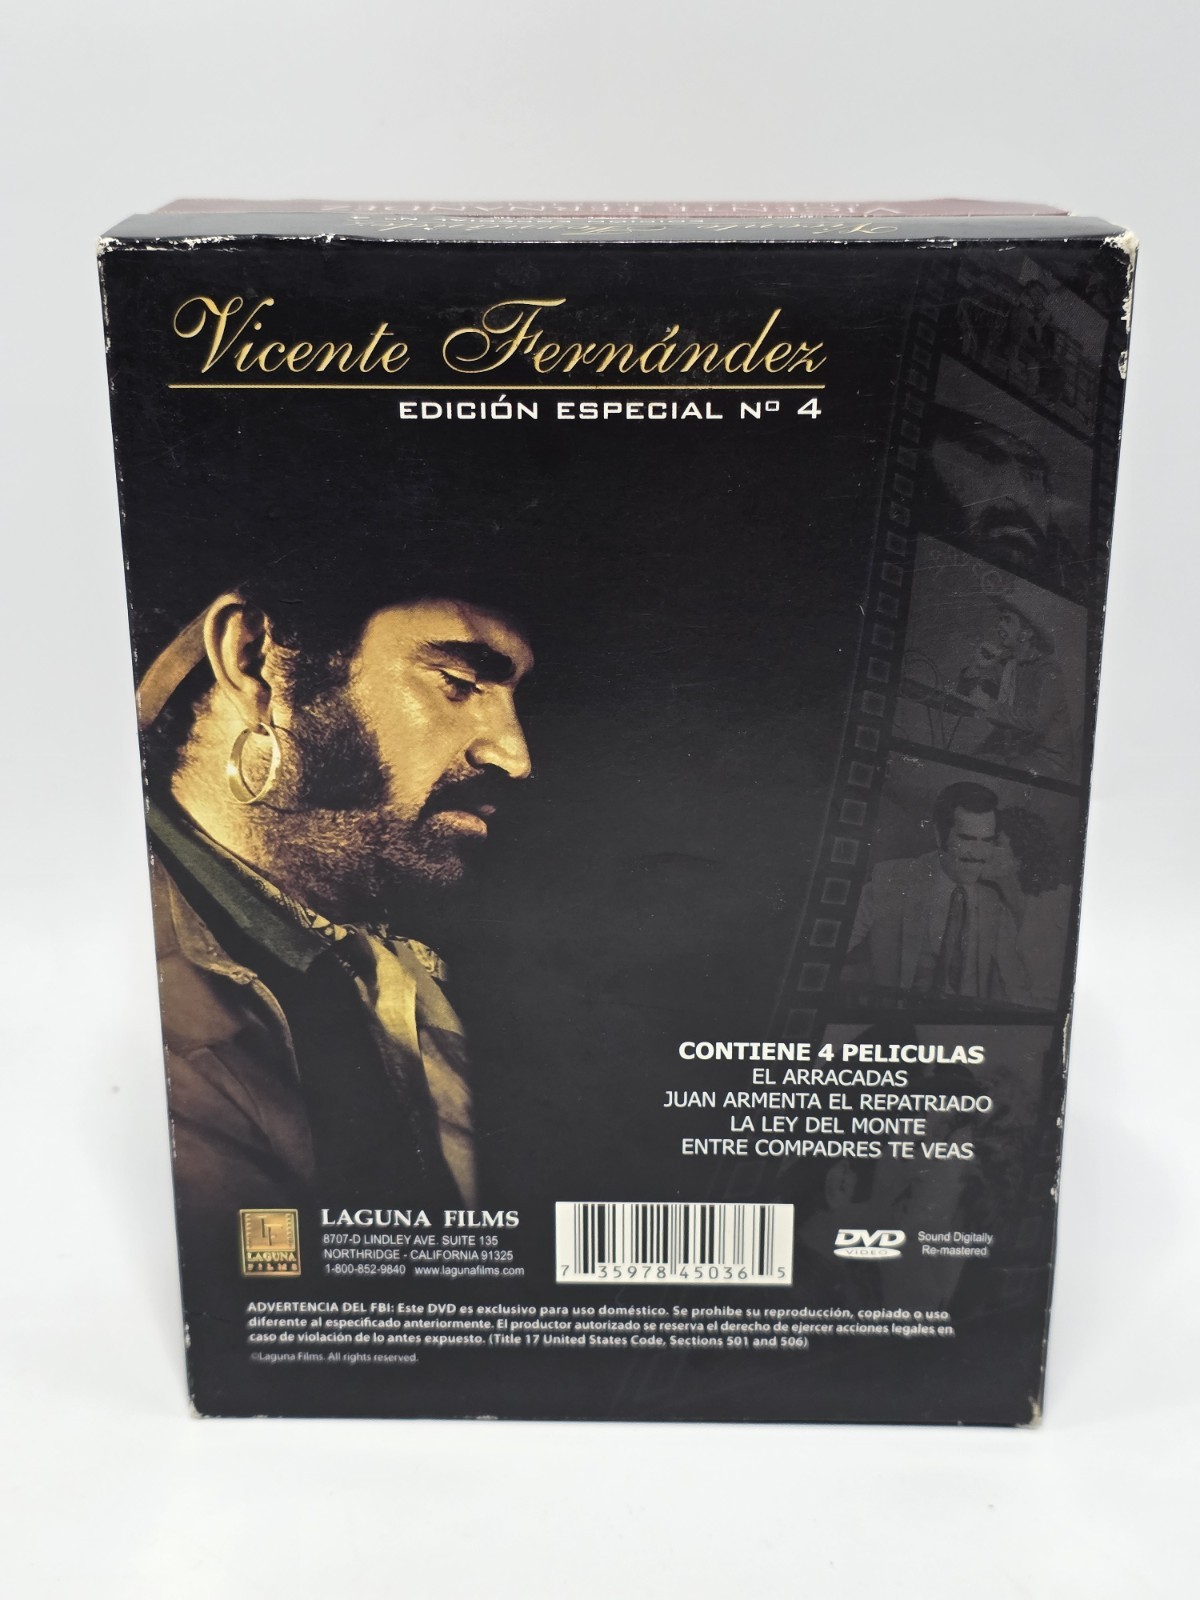 Vicente Fernández
EDICIÓN ESPECIAL Nº 4
CONTIENE 4 PELICULAS
EL ARRACADAS
JUAN ARMENTA EL REPATRIADO
LA LEY DEL MONTE
ENTRE COMPADRES TE VEAS
LAGUNA FILMS
8707-D LINDLEY AVE. SUITE 135
NORTHRIDGE - CALIFORNIA 91325
1-800-852-9840 www.lagunafilms.com
LF
LAGUNA
FILMS
7 35978 45036 5
DVD
VIDEO
Sound Digitally
Re-mastered
ADVERTENCIA DEL FBI: Este DVD es exclusivo para uso doméstico. Se prohibe su reproducción, copiado o uso
diferente al especificado anteriormente. El productor autorizado se reserva el derecho de ejercer acciones legales en
caso de violación de lo antes expuesto. (Title 17 United States Code, Sections 501 and 506)
©Laguna Films. All rights reserved.